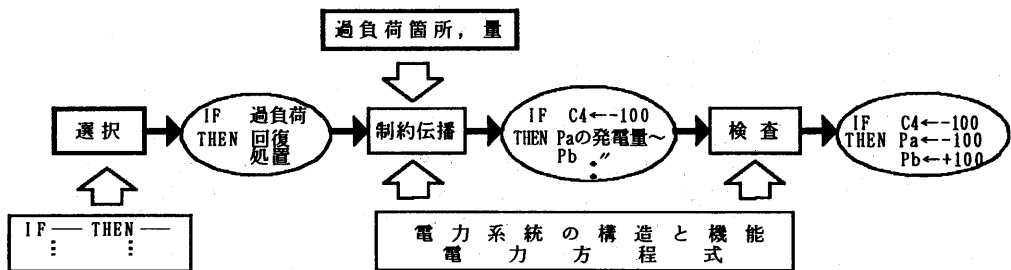 過負荷箇所，量
選択
IF 過負荷
THEN 回復
処置
制約伝播
IF C4←-100
THEN Paの発電量～
Pb 〃
検査
IF C4←-100
THEN Pa←-100
Pb←+100
IF── THEN──
電力系統の構造と機能
電力方程式